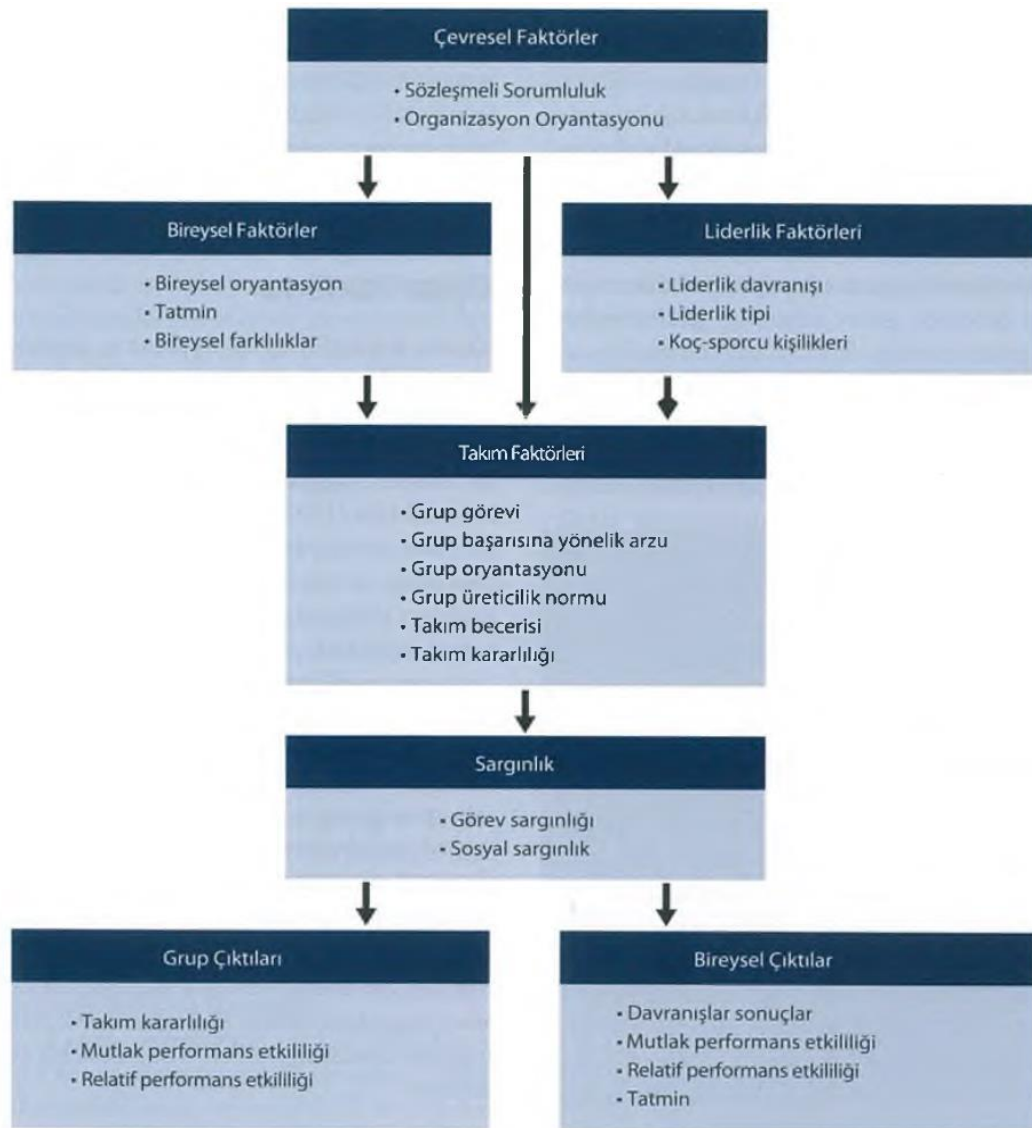 Çevresel Faktörler
• Sözleşmeli Sorumluluk
• Organizasyon Oryantasyonu
Bireysel Faktörler
• Bireysel oryantasyon
• Tatmin
• Bireysel farklılıklar
Liderlik Faktörleri
• Liderlik davranışı
• Liderlik tipi
• Koç-sporcu kişilikleri
Takım Faktörleri
• Grup görevi
• Grup başarısına yönelik arzu
• Grup oryantasyonu
• Grup üreticilik normu
• Takım becerisi
• Takım kararlılığı
Sargınlık
• Görev sargınlığı
• Sosyal sargınlık
Grup Çıktıları
• Takım kararlılığı
• Mutlak performans etkililiği
• Relatif performans etkililiği
Bireysel Çıktılar
• Davranışlar sonuçlar
• Mutlak performans etkililiği
• Relatif performans etkililiği
• Tatmin